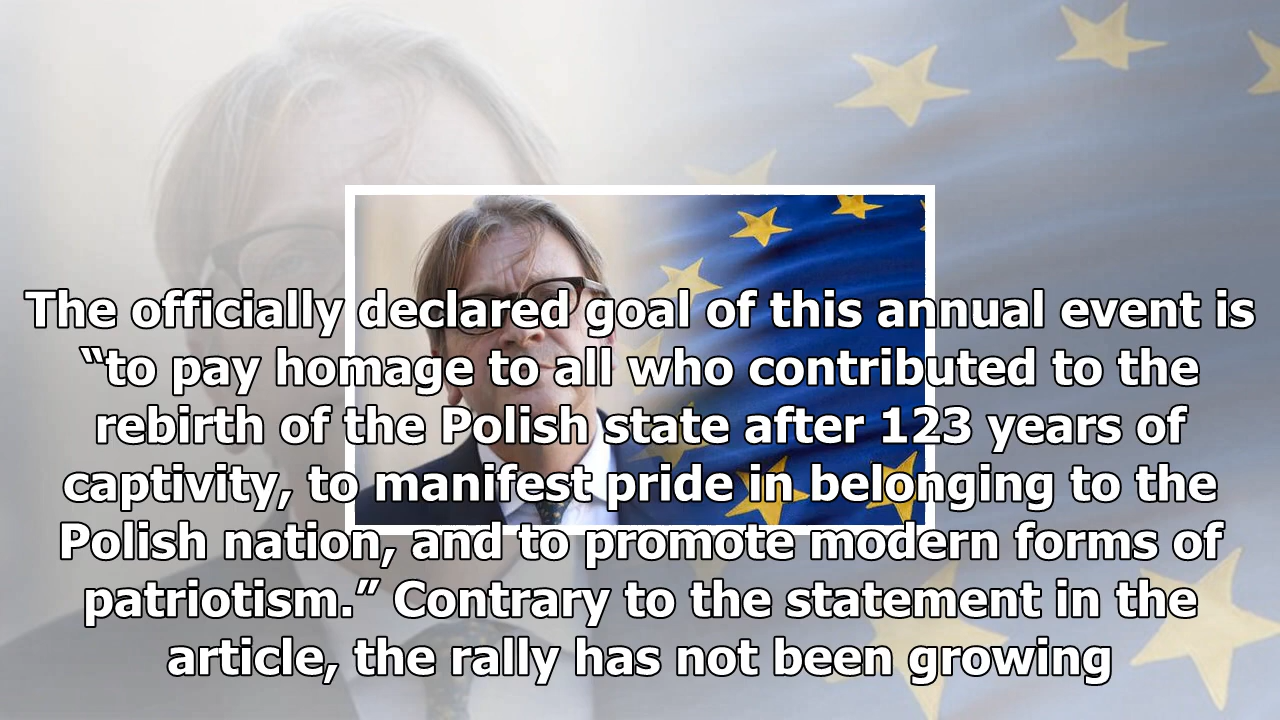 The officially declared goal of this annual event is
“to pay homage to all who contributed to the
rebirth of the Polish state after 123 years of
captivity, to manifest pride in belonging to the
Polish nation, and to promote modern forms of
patriotism.” Contrary to the statement in the
article, the rally has not been growing